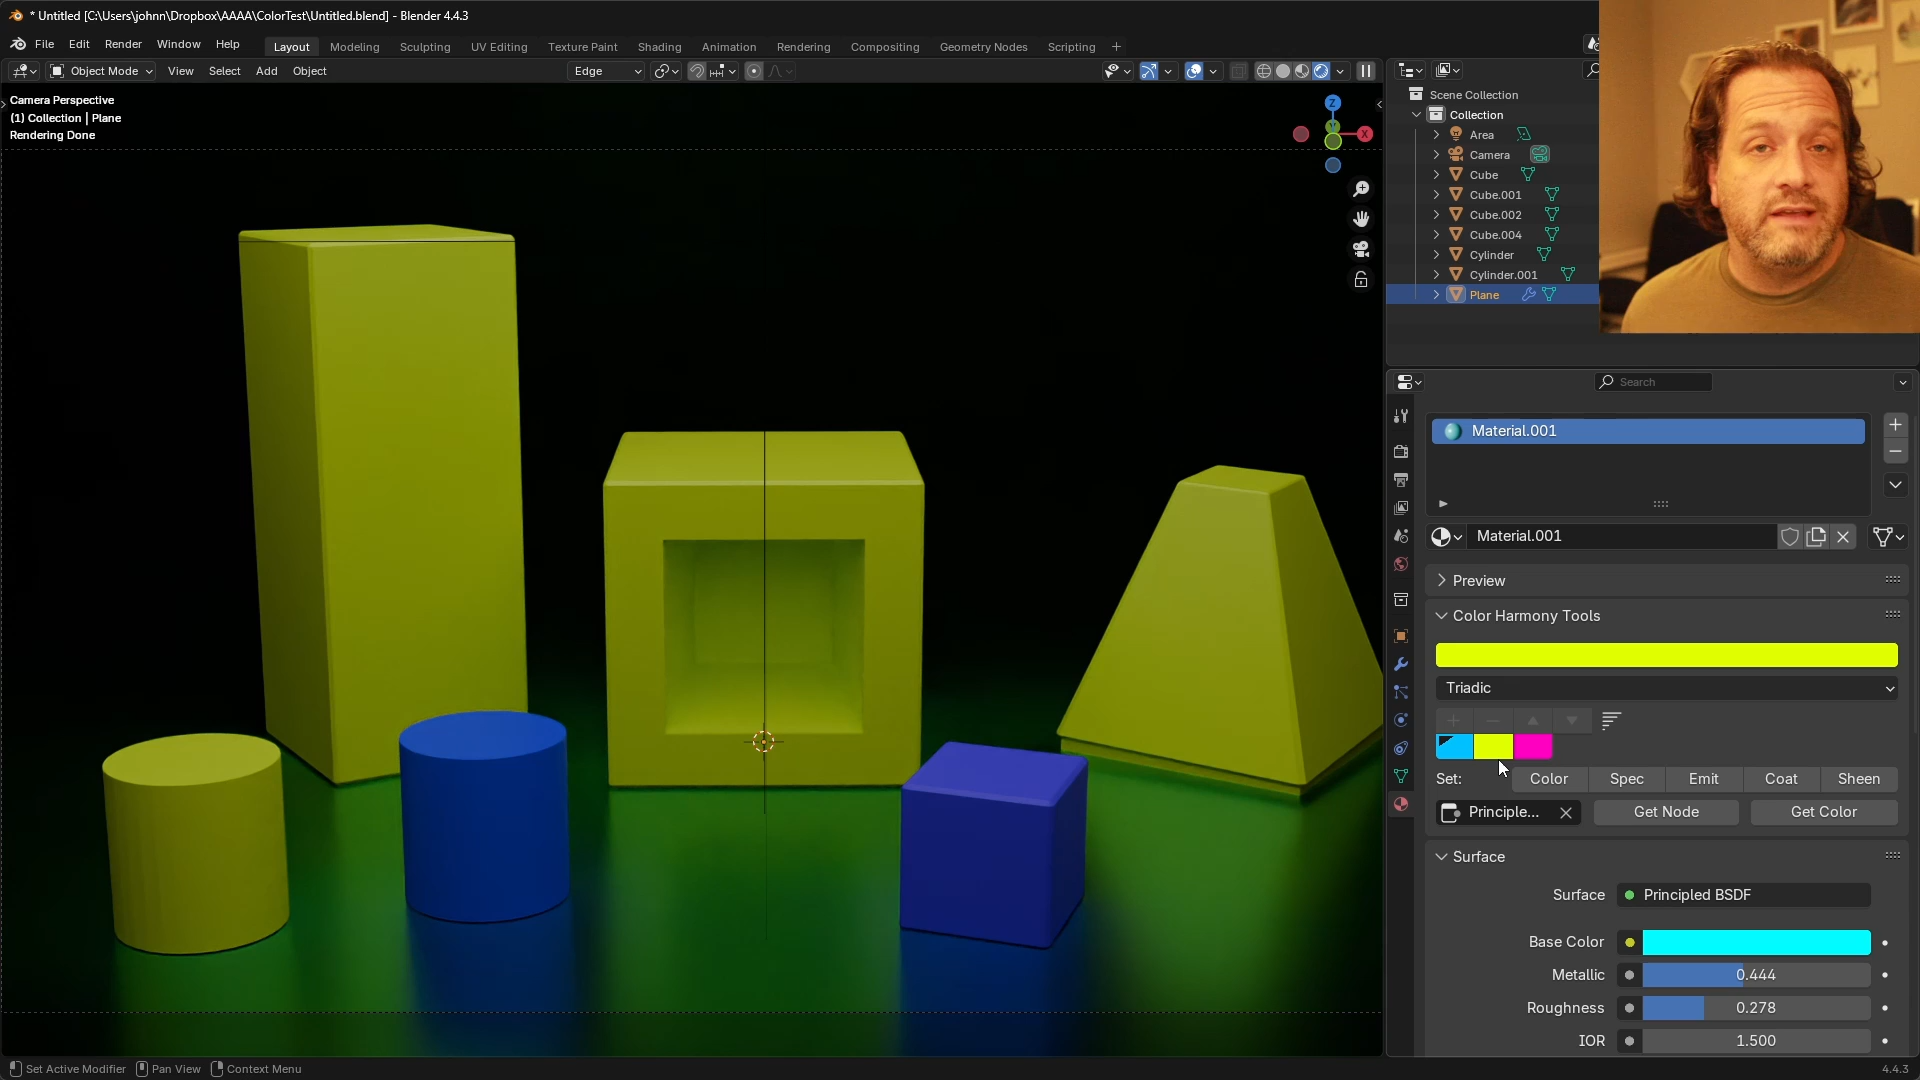 * Untitled [C:\Users\johnn\Dropbox\AAAA\ColorTest\Untitled.blend] - Blender 4.4.3
File Edit Render Window Help
Layout Modeling Sculpting UV Editing Texture Paint Shading Animation Rendering Compositing Geometry Nodes Scripting +
Object Mode View Select Add Object Edge
Camera Perspective
(1) Collection | Plane
Rendering Done
Z
X
Scene Collection
Collection
Area
Camera
Cube
Cube.001
Cube.002
Cube.004
Cylinder
Cylinder.001
Plane
Search
Material.001
Material.001
Preview
Color Harmony Tools
Triadic
Set: Color Spec Emit Coat Sheen
Principle... Get Node Get Color
Surface
Surface Principled BSDF
Base Color
Metallic 0.444
Roughness 0.278
IOR 1.500
Set Active Modifier Pan View Context Menu 4.4.3